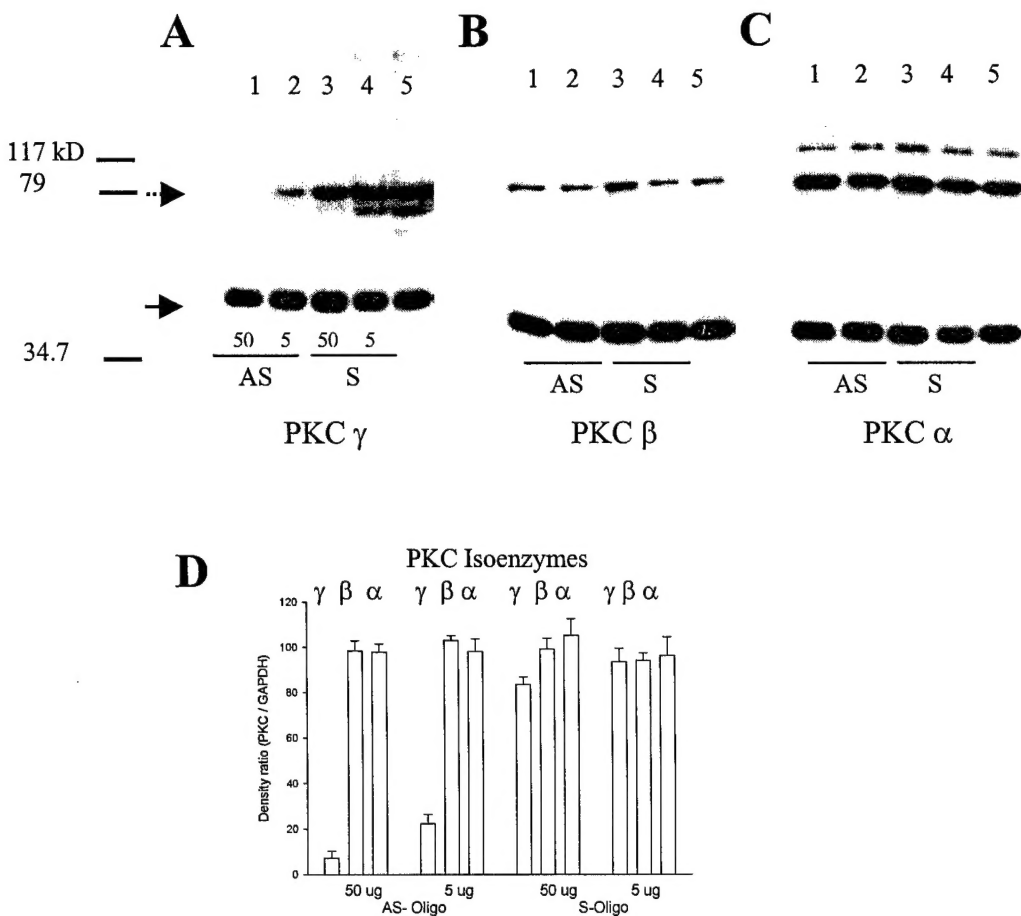 A
1 2 3 4 5
117 kD
79
34.7
50 5 50 5
AS S
PKC γ
B
1 2 3 4 5
AS S
PKC β
C
1 2 3 4 5
AS S
PKC α
D
PKC Isoenzymes
γ β α γ β α γ β α γ β α
Density ratio (PKC / GAPDH)
120
100
80
60
40
20
0
50 ug 5 ug 50 ug 5 ug
AS- Oligo S-Oligo